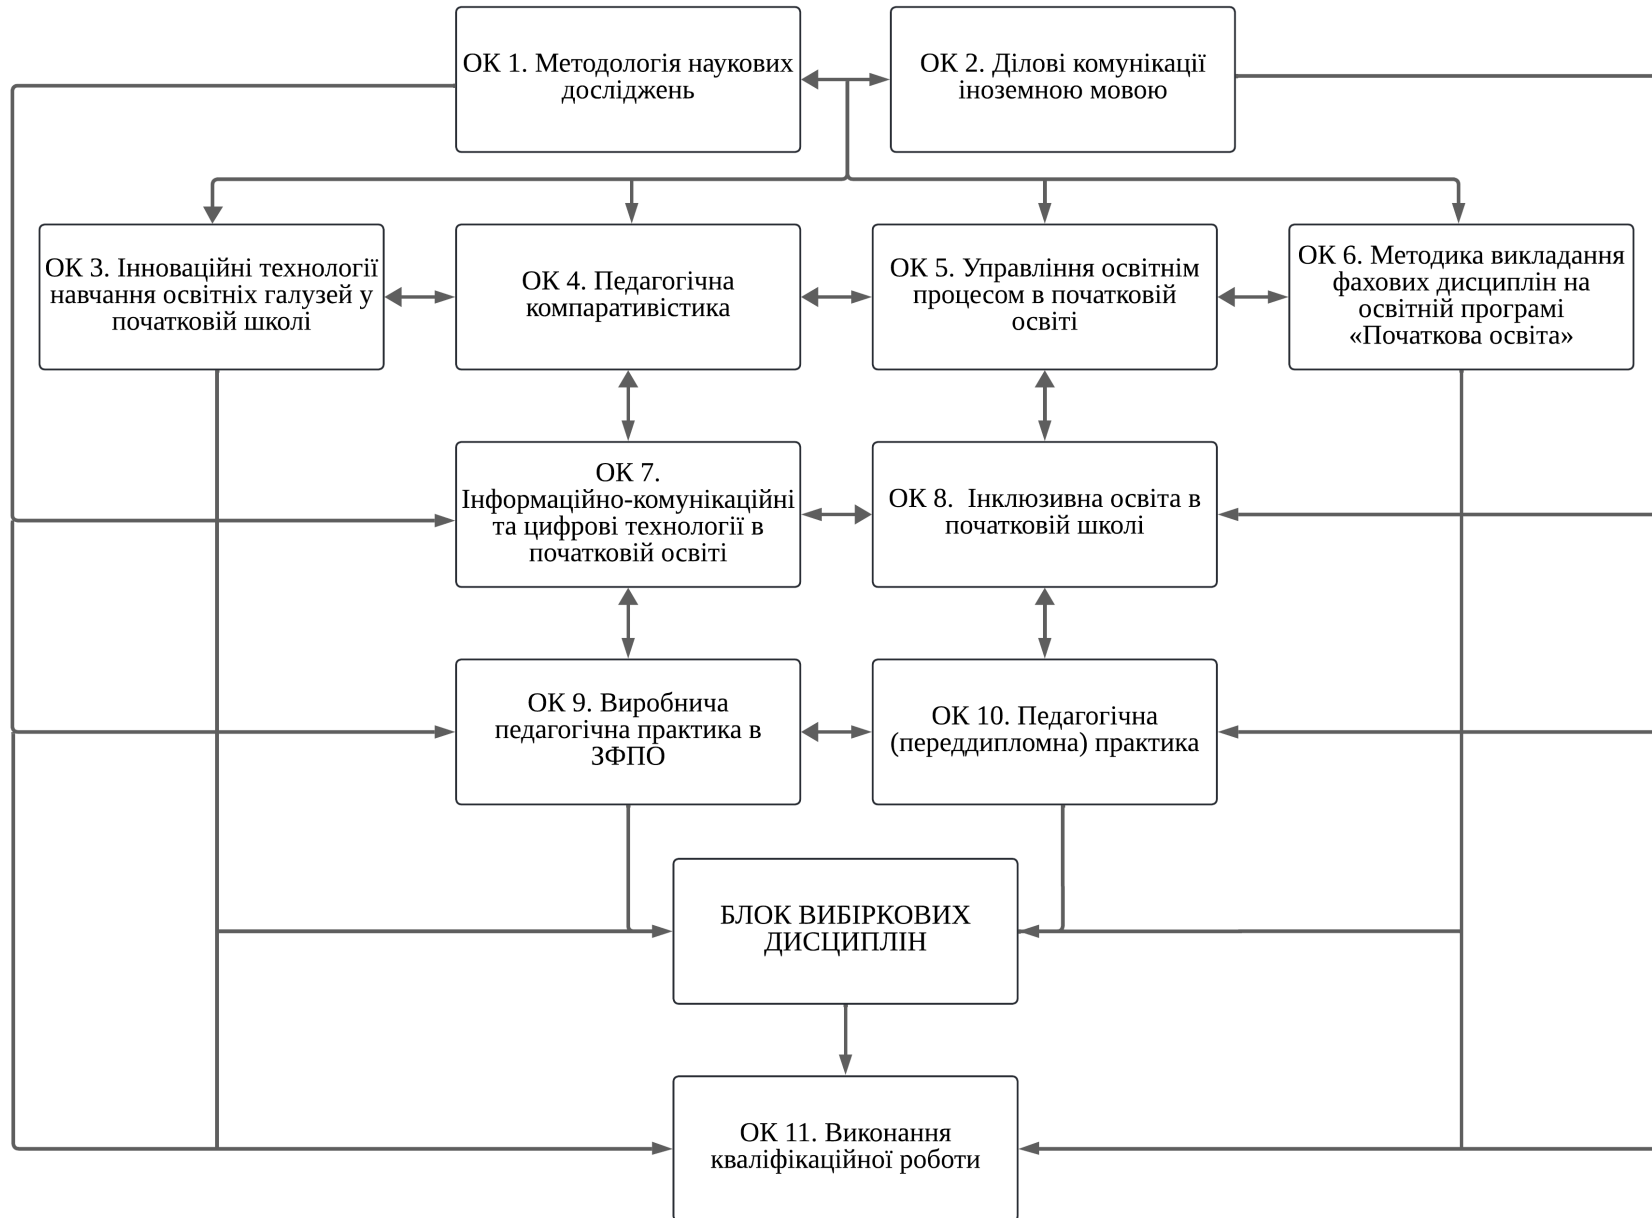 ОК 1. Методологія наукових
досліджень
ОК 2. Ділові комунікації
іноземною мовою
ОК 3. Інноваційні технології
навчання освітніх галузей у
початковій школі
ОК 4. Педагогічна
компаративістика
ОК 5. Управління освітнім
процесом в початковій
освіті
ОК 6. Методика викладання
фахових дисциплін на
освітній програмі
«Початкова освіта»
ОК 7.
Інформаційно-комунікаційні
та цифрові технології в
початковій освіті
ОК 8.  Інклюзивна освіта в
початковій школі
ОК 9. Виробнича
педагогічна практика в
ЗФПО
ОК 10. Педагогічна
(переддипломна) практика
БЛОК ВИБІРКОВИХ
ДИСЦИПЛІН
ОК 11. Виконання
кваліфікаційної роботи